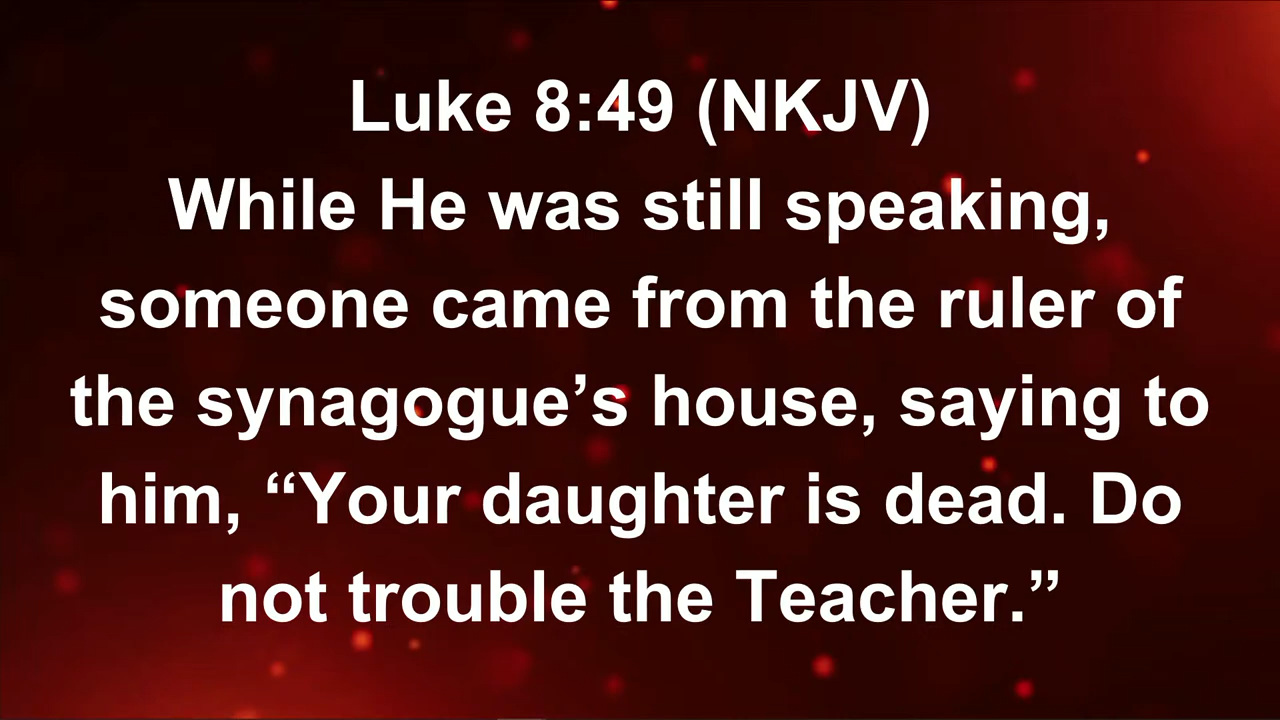 Luke 8:49 (NKJV)
While He was still speaking,
someone came from the ruler of
the synagogue’s house, saying to
him, “Your daughter is dead. Do
not trouble the Teacher.”